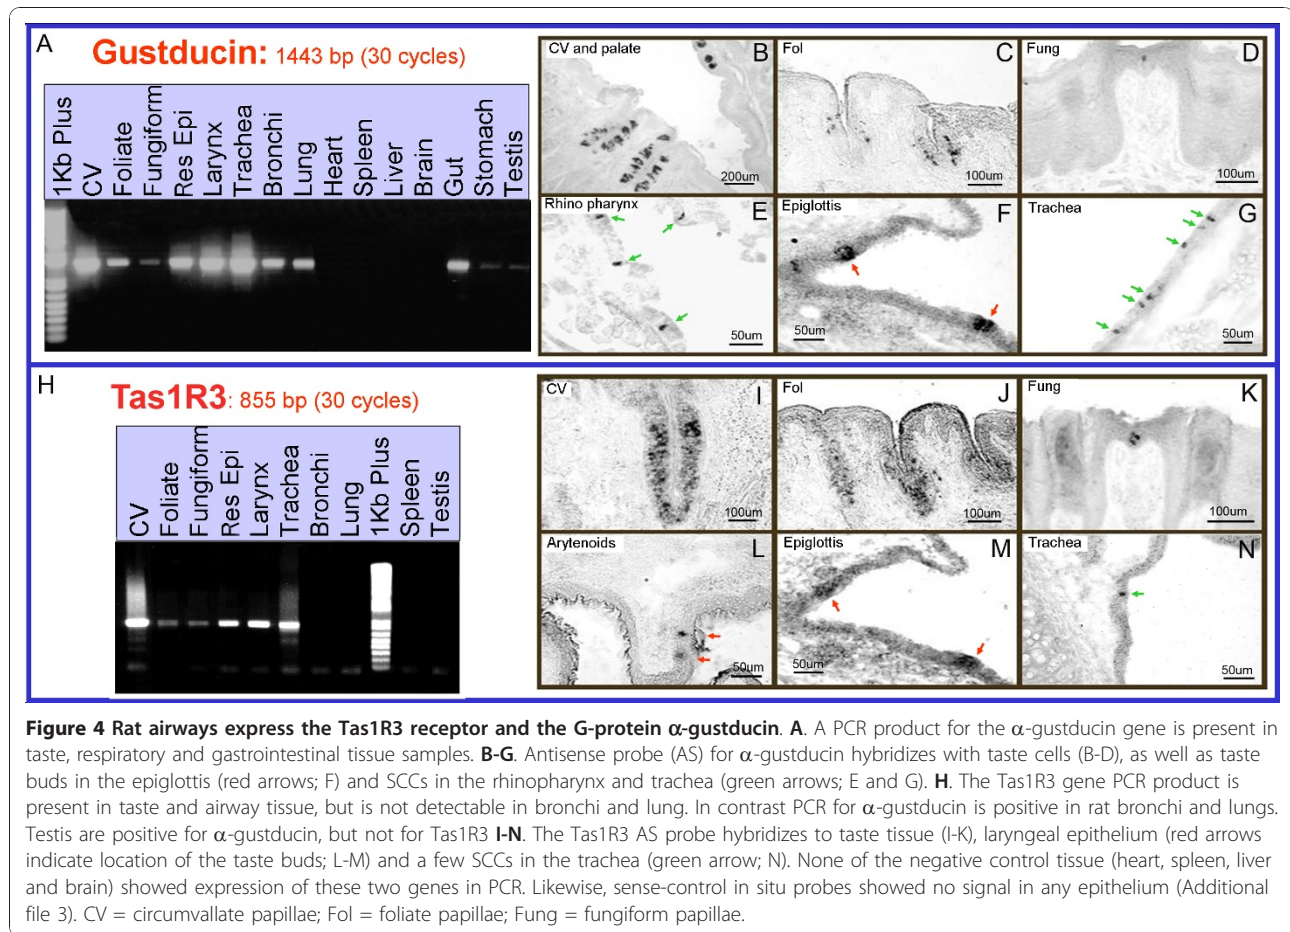 A
Gustducin: 1443 bp (30 cycles)
1Kb Plus
CV
Foliate
Fungiform
Res Epi
Larynx
Trachea
Bronchi
Lung
Heart
Spleen
Liver
Brain
Gut
Stomach
Testis
CV and palate
B
200um
Fol
C
100um
Fung
D
100um
Rhino pharynx
E
50um
Epiglottis
F
50um
Trachea
G
50um
H
Tas1R3: 855 bp (30 cycles)
CV
Foliate
Fungiform
Res Epi
Larynx
Trachea
Bronchi
Lung
1Kb Plus
Spleen
Testis
CV
I
100um
Fol
J
100um
Fung
K
100um
Arytenoids
L
50um
Epiglottis
M
50um
Trachea
N
50um
Figure 4 Rat airways express the Tas1R3 receptor and the G-protein α-gustducin. A. A PCR product for the α-gustducin gene is present in
taste, respiratory and gastrointestinal tissue samples. B-G. Antisense probe (AS) for α-gustducin hybridizes with taste cells (B-D), as well as taste
buds in the epiglottis (red arrows; F) and SCCs in the rhinopharynx and trachea (green arrows; E and G). H. The Tas1R3 gene PCR product is
present in taste and airway tissue, but is not detectable in bronchi and lung. In contrast PCR for α-gustducin is positive in rat bronchi and lungs.
Testis are positive for α-gustducin, but not for Tas1R3 I-N. The Tas1R3 AS probe hybridizes to taste tissue (I-K), laryngeal epithelium (red arrows
indicate location of the taste buds; L-M) and a few SCCs in the trachea (green arrow; N). None of the negative control tissue (heart, spleen, liver
and brain) showed expression of these two genes in PCR. Likewise, sense-control in situ probes showed no signal in any epithelium (Additional
file 3). CV = circumvallate papillae; Fol = foliate papillae; Fung = fungiform papillae.